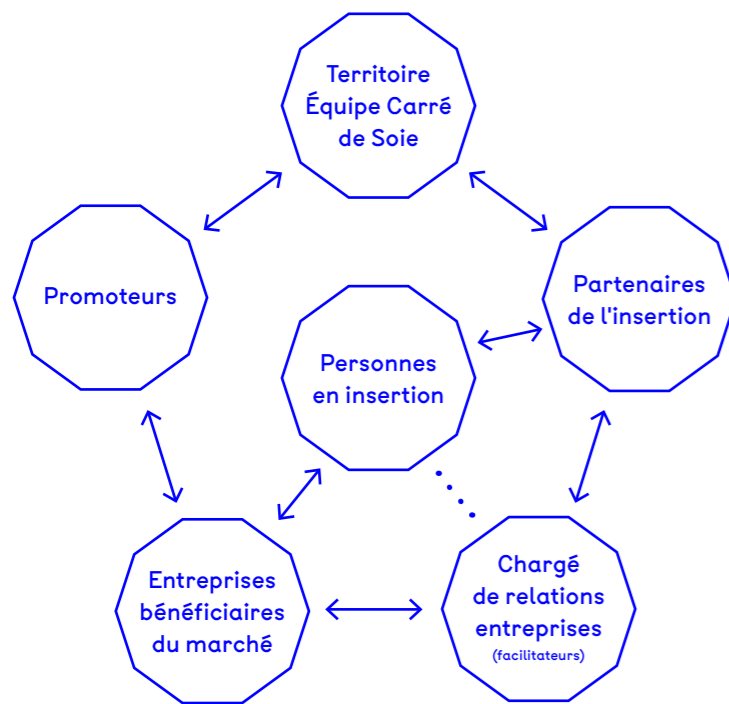 Territoire
Équipe Carré
de Soie
Promoteurs
Partenaires
de l'insertion
Personnes
en insertion
Entreprises
bénéficiaires
du marché
Chargé
de relations
entreprises
(facilitateurs)